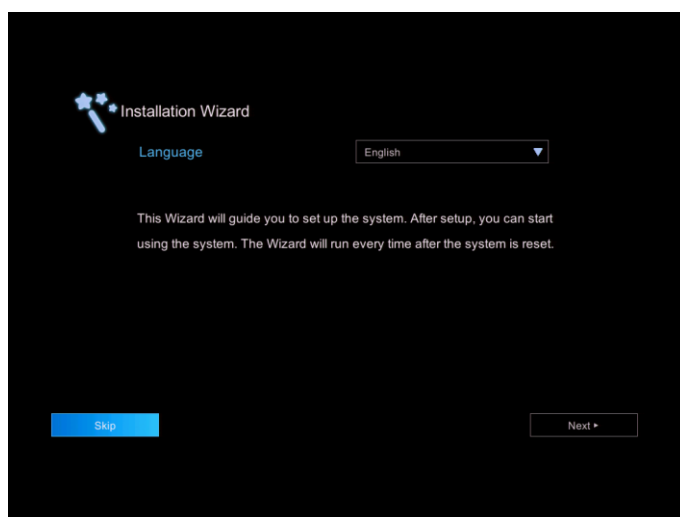 Installation Wizard
Language
English
This Wizard will guide you to set up the system. After setup, you can start
using the system. The Wizard will run every time after the system is reset.
Skip
Next